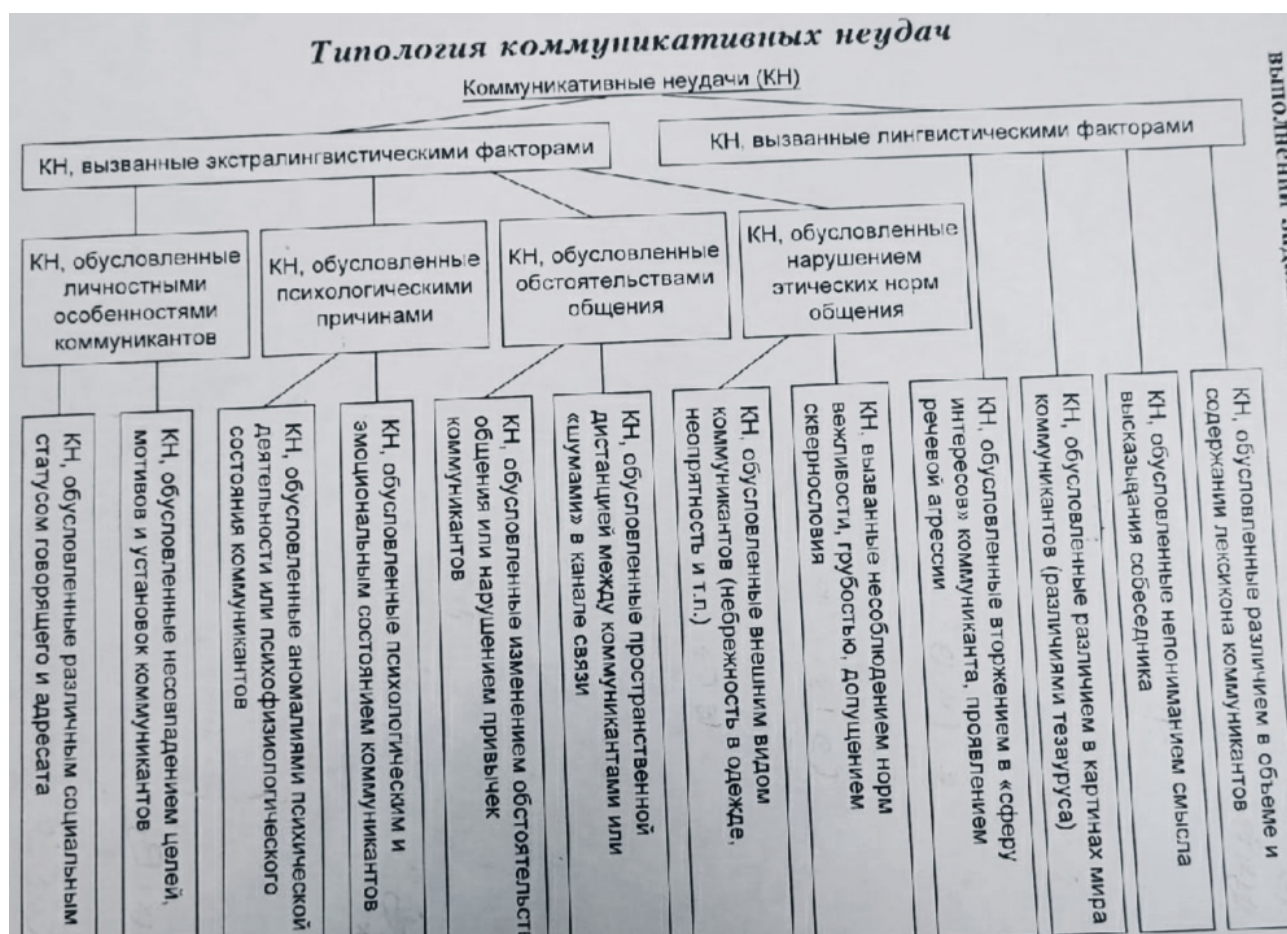 Типология коммуникативных неудач
Коммуникативные неудачи (КН)
КН, вызванные экстралингвистическими факторами
КН, вызванные лингвистическими факторами
КН, обусловленные
личностными
особенностями
коммуникантов
КН, обусловленные
психологическими
причинами
КН, обусловленные
обстоятельствами
общения
КН, обусловленные
нарушением
этических норм
общения
КН, обусловленные различным социальным
статусом говорящего и адресата
КН, обусловленные несовпадением целей,
мотивов и установок коммуникантов
КН, обусловленные аномалиями психической
деятельности или психофизиологического
состояния коммуникантов
КН, обусловленные психологическим и
эмоциональным состоянием коммуникантов
КН, обусловленные изменением обстоятельств
общения или нарушением привычек
коммуникантов
КН, обусловленные пространственной
дистанцией между коммуникантами или
«шумами» в канале связи
КН, обусловленные внешним видом
коммуникантов (небрежность в одежде,
неопрятность и т.п.)
КН, вызванные несоблюдением норм
вежливости, грубостью, допущением
сквернословия
КН, обусловленные вторжением в «сферу
интересов» коммуниканта, проявлением
речевой агрессии
КН, обусловленные различием в картинах мира
коммуникантов (различиями тезауруса)
КН, обусловленные непониманием смысла
высказывания собеседника
КН, обусловленные различием в объеме и
содержании лексикона коммуникантов